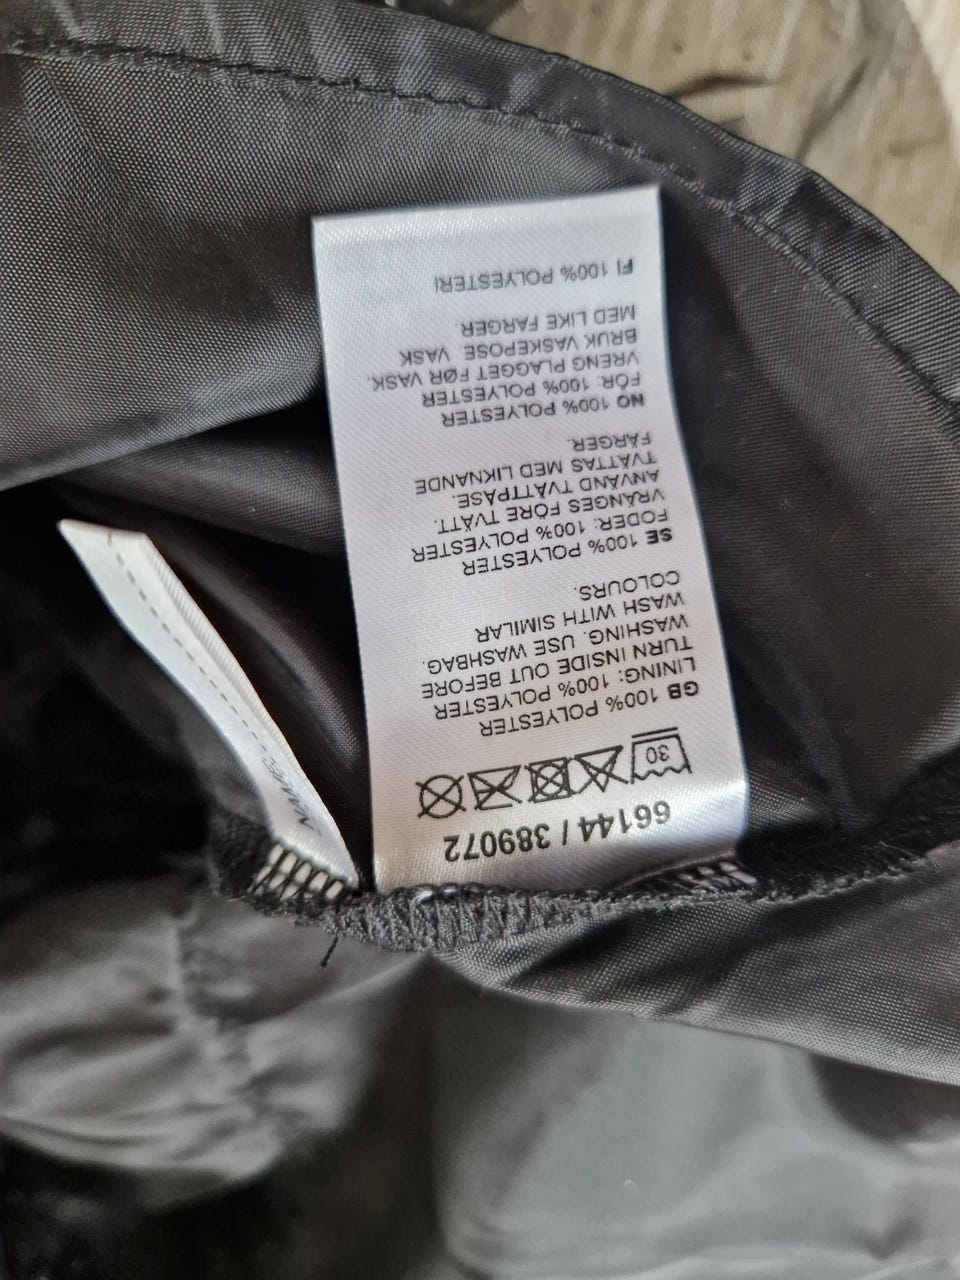 66144 / 389072
30
GB 100% POLYESTER
LINING: 100% POLYESTER
TURN INSIDE OUT BEFORE
WASHING. USE WASHBAG.
WASH WITH SIMILAR
COLOURS.
SE 100% POLYESTER
FODER: 100% POLYESTER
VRÄNGES FÖRE TVÄTT.
ANVÄND TVÄTTPÅSE.
TVÄTTAS MED LIKNANDE
FÄRGER.
NO 100% POLYESTER
FÔR: 100% POLYESTER
VRENG PLAGGET FØR VASK.
BRUK VASKEPOSE VASK
MED LIKE FARGER.
FI 100% POLYESTERI